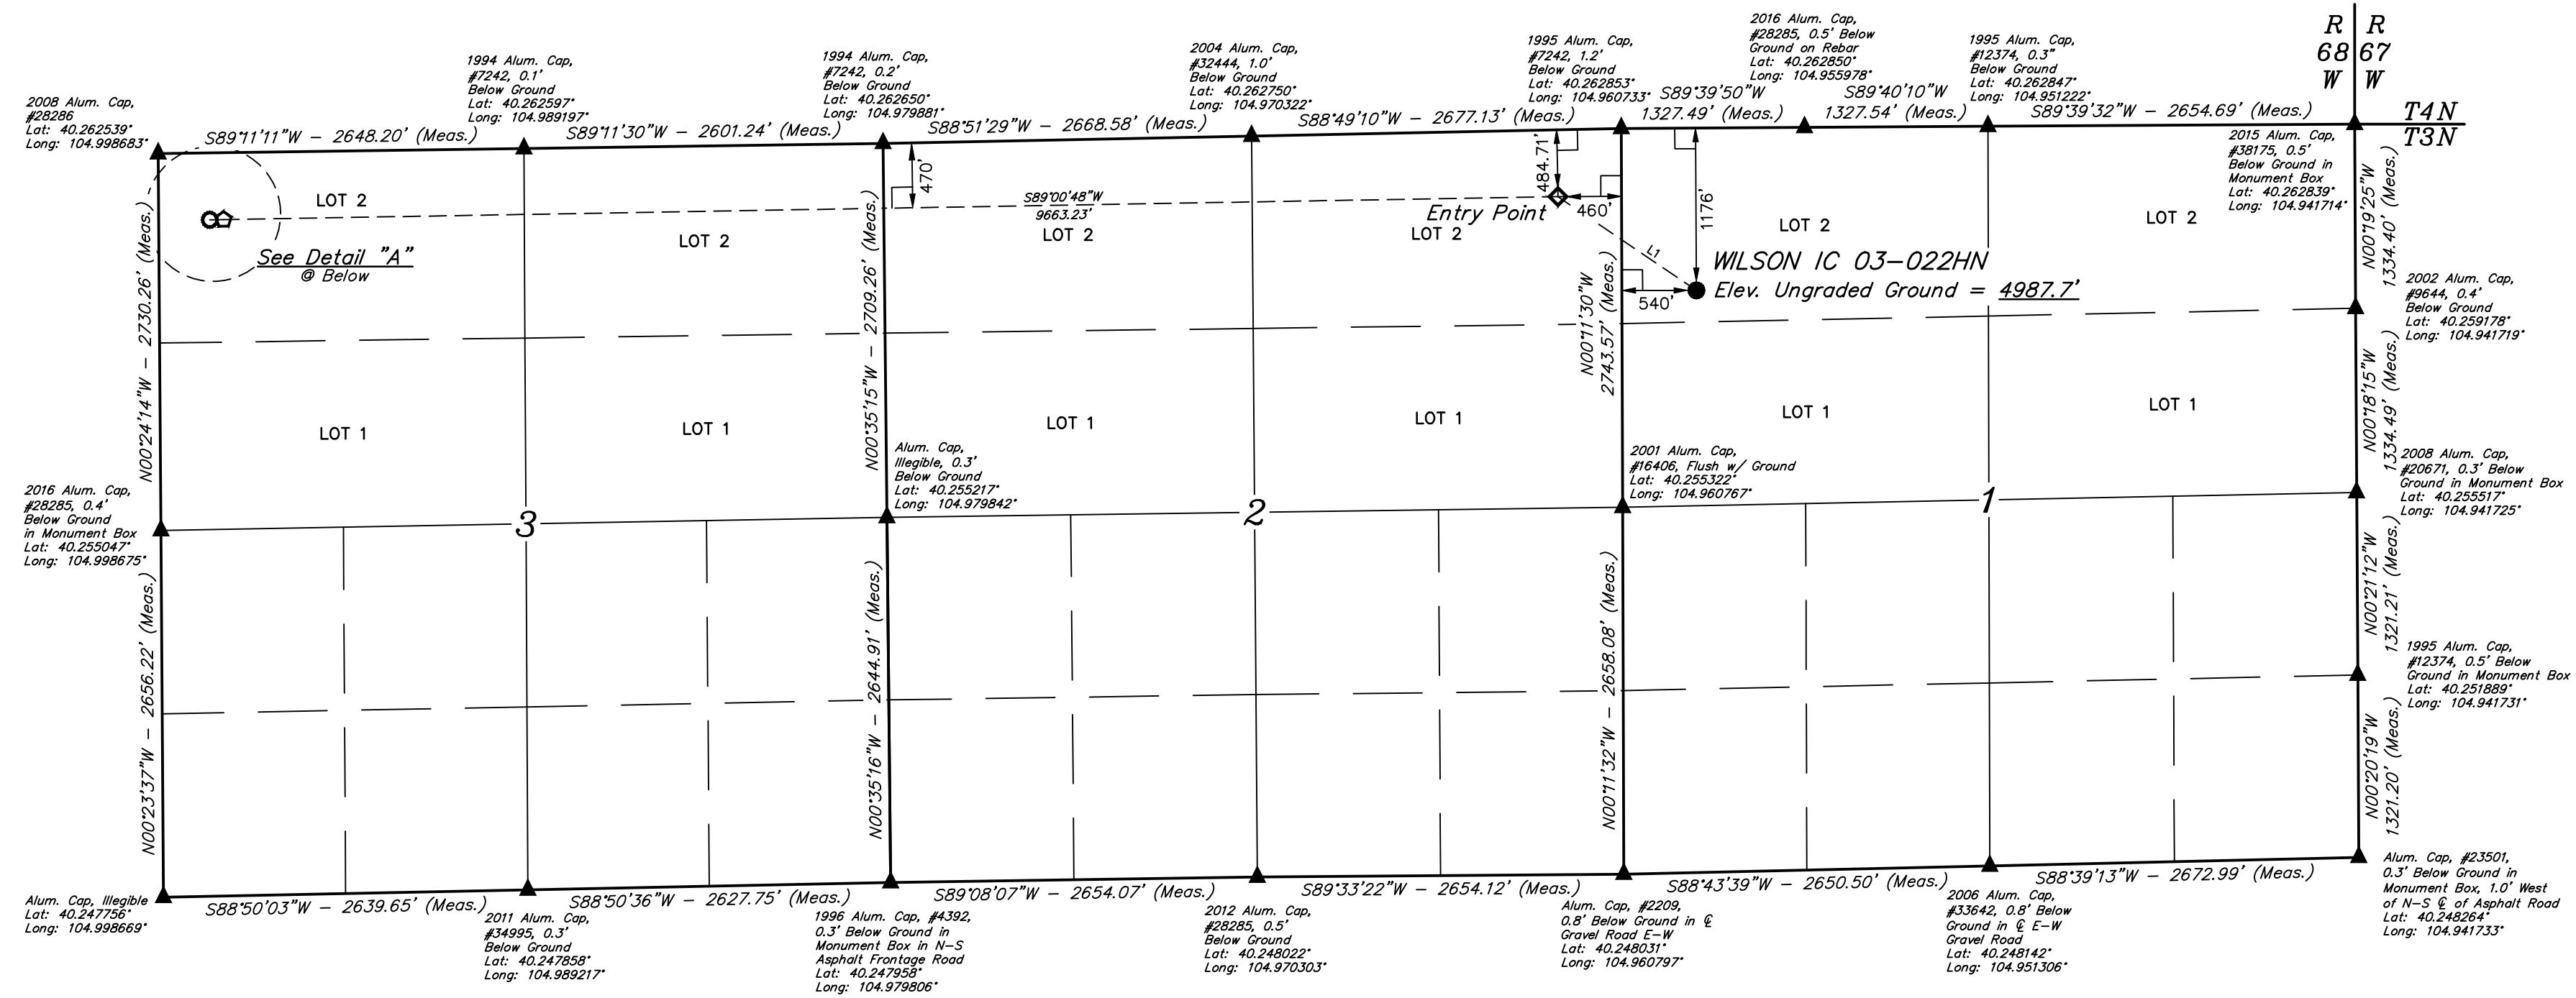 2008 Alum. Cap,
#28286
Lat: 40.262539°
Long: 104.998683°
S89°11'11"W - 2648.20' (Meas.)
1994 Alum. Cap,
#7242, 0.1'
Below Ground
Lat: 40.262597°
Long: 104.989197°
S89°11'30"W - 2601.24' (Meas.)
1994 Alum. Cap,
#7242, 0.2'
Below Ground
Lat: 40.262650°
Long: 104.979881°
S88°51'29"W - 2668.58' (Meas.)
2004 Alum. Cap,
#32444, 1.0'
Below Ground
Lat: 40.262750°
Long: 104.970322°
S88°49'10"W - 2677.13' (Meas.)
1995 Alum. Cap,
#7242, 1.2'
Below Ground
Lat: 40.262853°
Long: 104.960733°
S89°39'50"W
1327.49' (Meas.)
2016 Alum. Cap,
#28285, 0.5' Below
Ground on Rebar
Lat: 40.262850°
Long: 104.955978°
S89°40'10"W
1327.54' (Meas.)
1995 Alum. Cap,
#12374, 0.3"
Below Ground
Lat: 40.262847°
Long: 104.951222°
S89°39'32"W - 2654.69' (Meas.)
R R
68 67
W W
T4N
T3N
2015 Alum. Cap,
#38175, 0.5'
Below Ground in
Monument Box
Lat: 40.262839°
Long: 104.941714°
N00°19'25"W
1334.40' (Meas.)
LOT 2
See Detail "A"
@ Below
LOT 2
470'
S89°00'48"W
9663.23'
LOT 2
LOT 2
484.71'
Entry Point
460'
L1
1176'
540'
LOT 2
WILSON IC 03-022HN
Elev. Ungraded Ground = 4987.7'
LOT 2
N00°24'14"W - 2730.26' (Meas.)
N00°35'15"W - 2709.26' (Meas.)
N00°11'30"W
2743.57' (Meas.)
2002 Alum. Cap,
#9644, 0.4'
Below Ground
Lat: 40.259178°
Long: 104.941719°
N00°18'15"W
1334.49' (Meas.)
LOT 1
LOT 1
LOT 1
LOT 1
LOT 1
LOT 1
2016 Alum. Cap,
#28285, 0.4'
Below Ground
in Monument Box
Lat: 40.255047°
Long: 104.998675°
3
Alum. Cap,
Illegible, 0.3'
Below Ground
Lat: 40.255217°
Long: 104.979842°
2
2001 Alum. Cap,
#16406, Flush w/ Ground
Lat: 40.255322°
Long: 104.960767°
1
2008 Alum. Cap,
#20671, 0.3' Below
Ground in Monument Box
Lat: 40.255517°
Long: 104.941725°
N00°23'37"W - 2656.22' (Meas.)
N00°35'16"W - 2644.91' (Meas.)
N00°11'32"W - 2658.08' (Meas.)
N00°21'12"W
1321.21' (Meas.)
1995 Alum. Cap,
#12374, 0.5' Below
Ground in Monument Box
Lat: 40.251889°
Long: 104.941731°
N00°20'19"W
1321.20' (Meas.)
Alum. Cap, Illegible
Lat: 40.247756°
Long: 104.998669°
S88°50'03"W - 2639.65' (Meas.)
2011 Alum. Cap,
#34995, 0.3'
Below Ground
Lat: 40.247858°
Long: 104.989217°
S88°50'36"W - 2627.75' (Meas.)
1996 Alum. Cap, #4392,
0.3' Below Ground in
Monument Box in N-S
Asphalt Frontage Road
Lat: 40.247958°
Long: 104.979806°
S89°08'07"W - 2654.07' (Meas.)
2012 Alum. Cap,
#28285, 0.5'
Below Ground
Lat: 40.248022°
Long: 104.970303°
S89°33'22"W - 2654.12' (Meas.)
Alum. Cap, #2209,
0.8' Below Ground in ℄
Gravel Road E-W
Lat: 40.248031°
Long: 104.960797°
S88°43'39"W - 2650.50' (Meas.)
2006 Alum. Cap,
#33642, 0.8' Below
Ground in ℄ E-W
Gravel Road
Lat: 40.248142°
Long: 104.951306°
S88°39'13"W - 2672.99' (Meas.)
Alum. Cap, #23501,
0.3' Below Ground in
Monument Box, 1.0' West
of N-S ℄ of Asphalt Road
Lat: 40.248264°
Long: 104.941733°